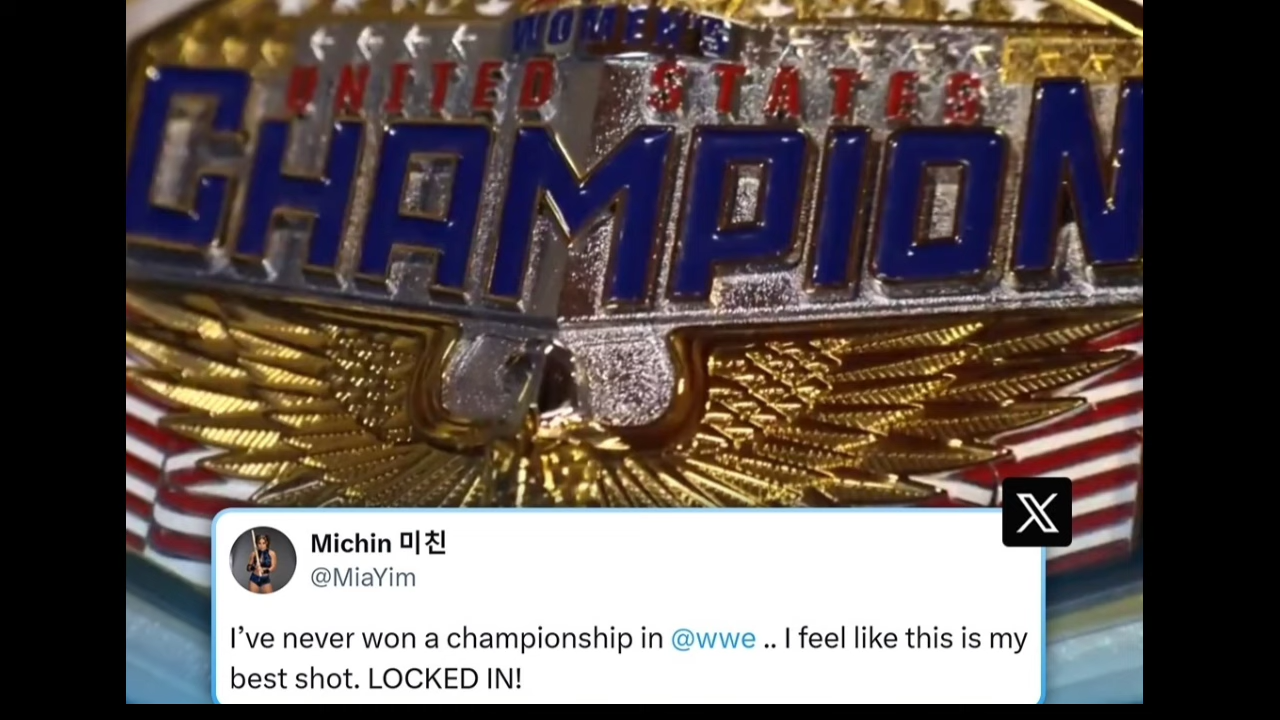 WOMEN'S
UNITED STATES
CHAMPION
X
Michin 미친
@MiaYim
I’ve never won a championship in @wwe .. I feel like this is my
best shot. LOCKED IN!